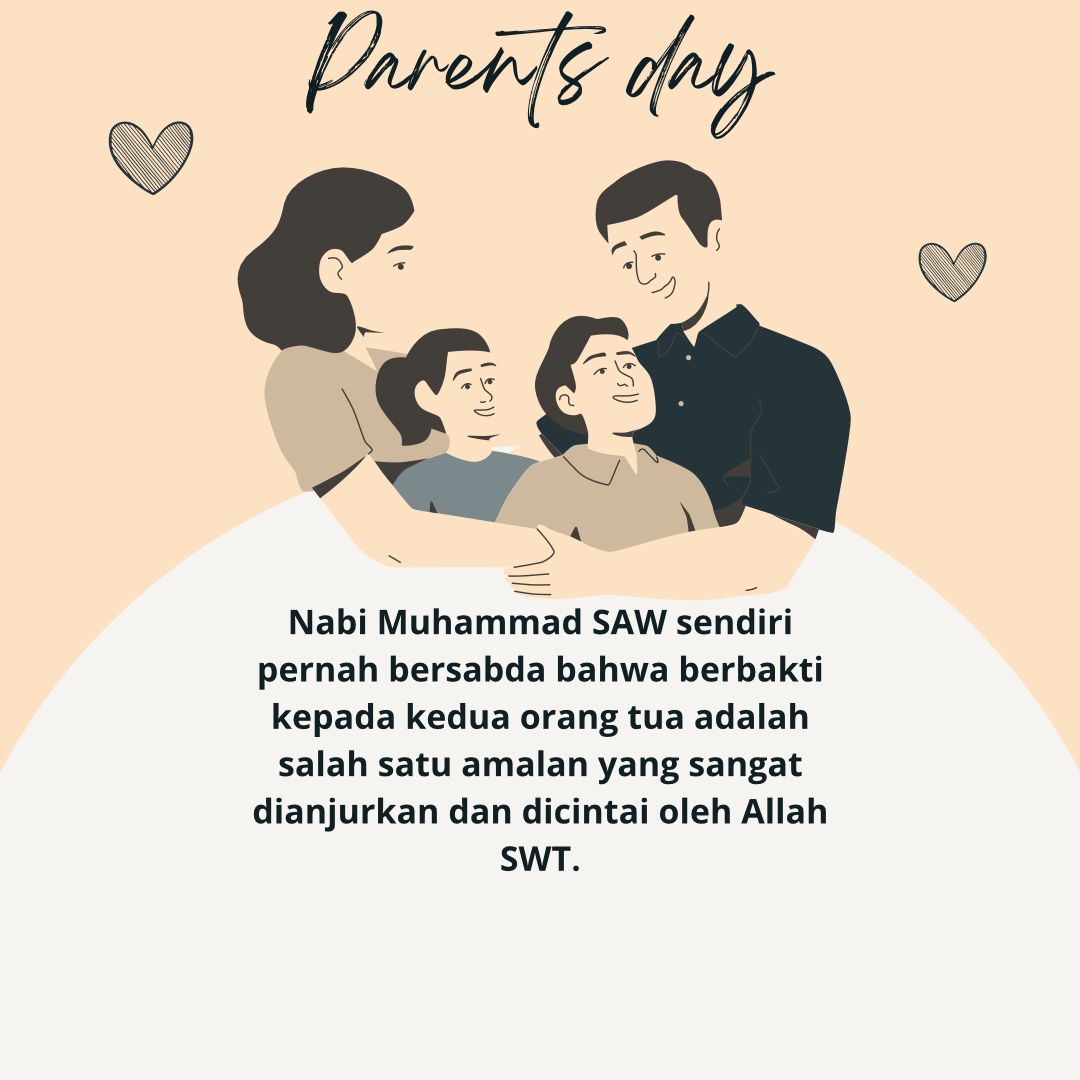 Parents day
Nabi Muhammad SAW sendiri
pernah bersabda bahwa berbakti
kepada kedua orang tua adalah
salah satu amalan yang sangat
dianjurkan dan dicintai oleh Allah
SWT.